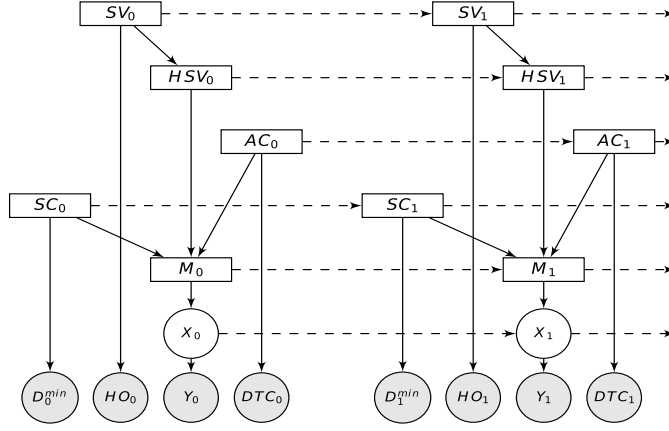 SV₀ SV₁
HSV₀ HSV₁
AC₀ AC₁
SC₀ SC₁
M₀ M₁
X₀ X₁
D₀ᵐⁱⁿ HO₀ Y₀ DTC₀ D₁ᵐⁱⁿ HO₁ Y₁ DTC₁